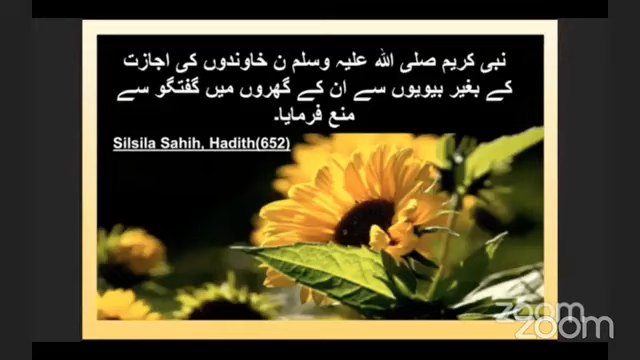 نبی کریم صلی اللہ علیہ وسلم ن خاوندوں کی اجازت
کے بغیر بیویوں سے ان کے گھروں میں گفتگو سے
منع فرمایا۔
Silsila Sahih, Hadith(652)
zoom
zoom